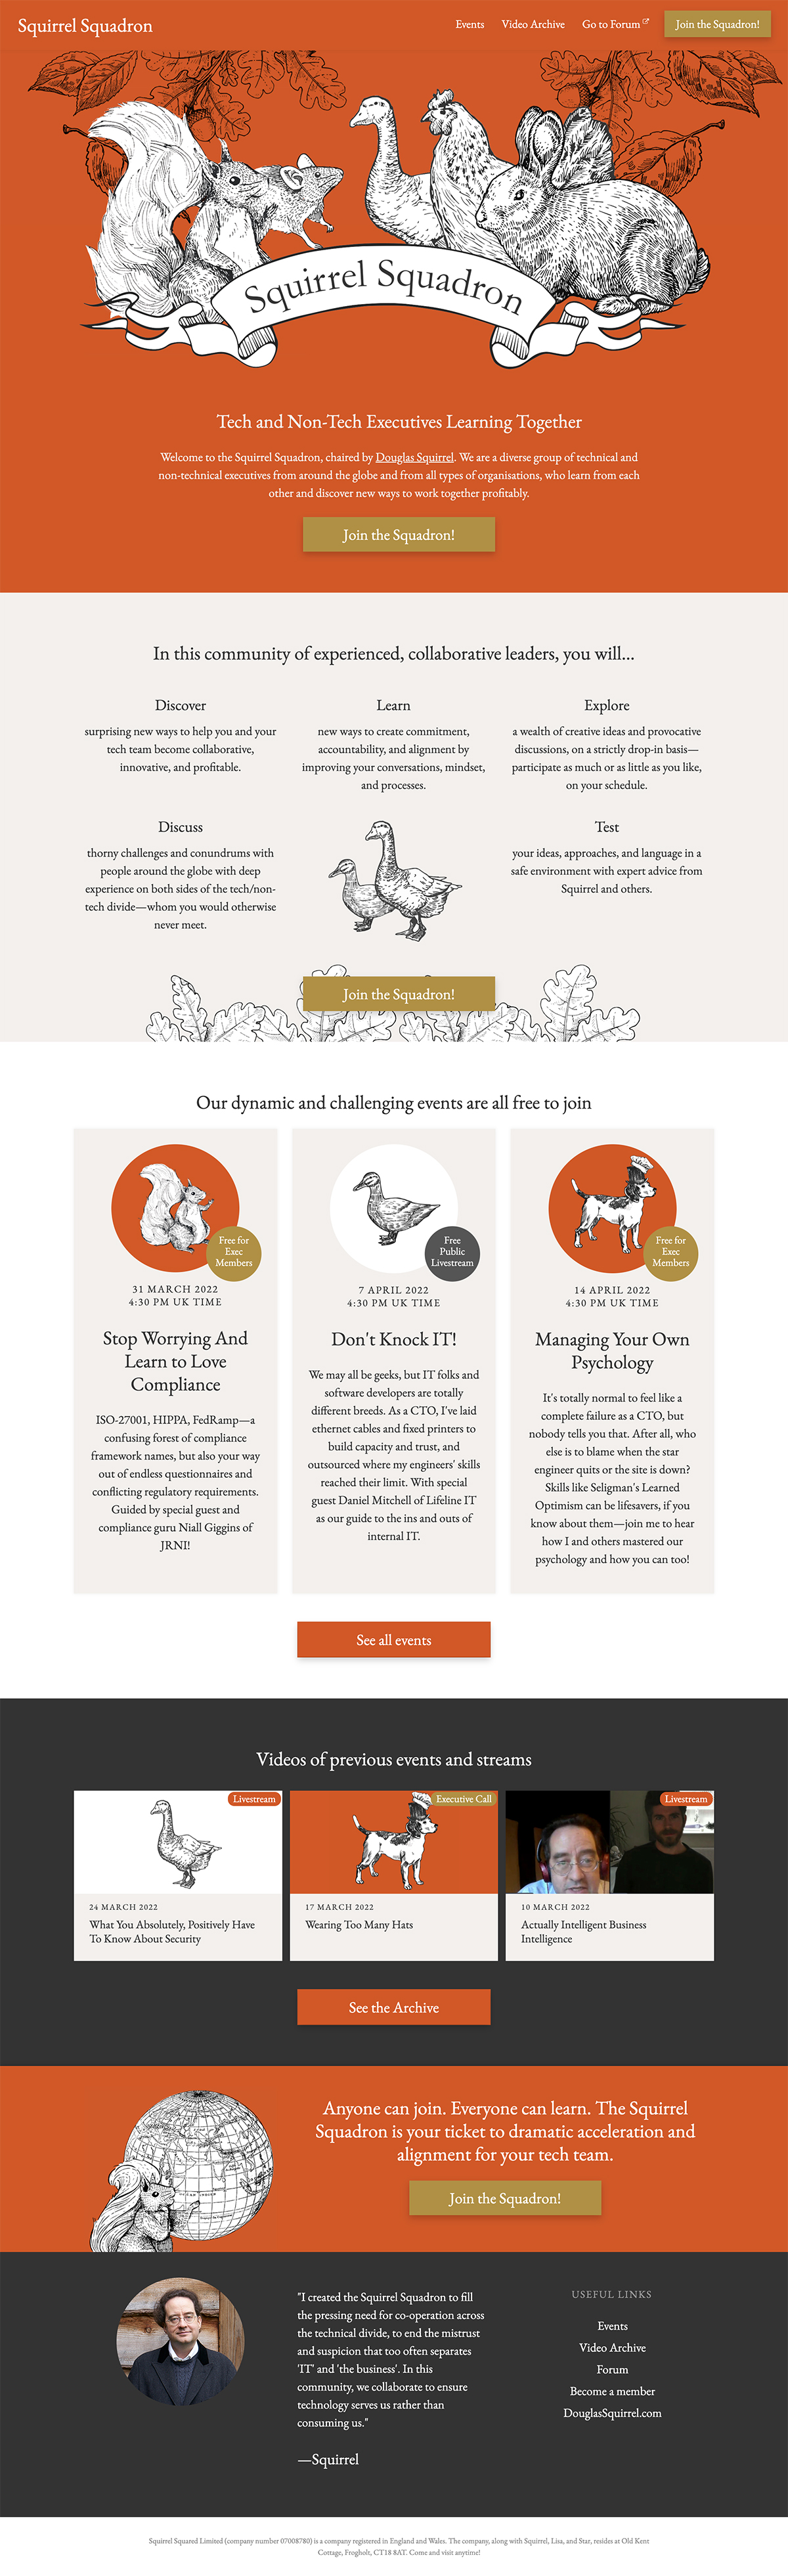 Squirrel Squadron
Events Video Archive Go to Forum Join the Squadron!
Squirrel Squadron
Tech and Non-Tech Executives Learning Together
Welcome to the Squirrel Squadron, chaired by Douglas Squirrel. We are a diverse group of technical and
non-technical executives from around the globe and from all types of organisations, who learn from each
other and discover new ways to work together profitably.
Join the Squadron!
In this community of experienced, collaborative leaders, you will...
Discover
surprising new ways to help you and your
tech team become collaborative,
innovative, and profitable.
Learn
new ways to create commitment,
accountability, and alignment by
improving your conversations, mindset,
and processes.
Explore
a wealth of creative ideas and provocative
discussions, on a strictly drop-in basis—
participate as much or as little as you like,
on your schedule.
Discuss
thorny challenges and conundrums with
people around the globe with deep
experience on both sides of the tech/non-
tech divide—whom you would otherwise
never meet.
Test
your ideas, approaches, and language in a
safe environment with expert advice from
Squirrel and others.
Join the Squadron!
Our dynamic and challenging events are all free to join
Free for
Exec
Members
31 MARCH 2022
4:30 PM UK TIME
Stop Worrying And
Learn to Love
Compliance
ISO-27001, HIPPA, FedRamp—a
confusing forest of compliance
framework names, but also your way
out of endless questionnaires and
conflicting regulatory requirements.
Guided by special guest and
compliance guru Niall Giggins of
JRNI!
Free
Public
Livestream
7 APRIL 2022
4:30 PM UK TIME
Don't Knock IT!
We may all be geeks, but IT folks and
software developers are totally
different breeds. As a CTO, I've laid
ethernet cables and fixed printers to
build capacity and trust, and
outsourced where my engineers' skills
reached their limit. With special
guest Daniel Mitchell of Lifeline IT
as our guide to the ins and outs of
internal IT.
Free for
Exec
Members
14 APRIL 2022
4:30 PM UK TIME
Managing Your Own
Psychology
It's totally normal to feel like a
complete failure as a CTO, but
nobody tells you that. After all, who
else is to blame when the star
engineer quits or the site is down?
Skills like Seligman's Learned
Optimism can be lifesavers, if you
know about them—join me to hear
how I and others mastered our
psychology and how you can too!
See all events
Videos of previous events and streams
Livestream
24 MARCH 2022
What You Absolutely, Positively Have
To Know About Security
Executive Call
17 MARCH 2022
Wearing Too Many Hats
Livestream
10 MARCH 2022
Actually Intelligent Business
Intelligence
See the Archive
Anyone can join. Everyone can learn. The Squirrel
Squadron is your ticket to dramatic acceleration and
alignment for your tech team.
Join the Squadron!
"I created the Squirrel Squadron to fill
the pressing need for co-operation across
the technical divide, to end the mistrust
and suspicion that too often separates
'IT' and 'the business'. In this
community, we collaborate to ensure
technology serves us rather than
consuming us."
—Squirrel
USEFUL LINKS
Events
Video Archive
Forum
Become a member
DouglasSquirrel.com
Squirrel Squared Limited (company number 07008780) is a company registered in England and Wales. The company, along with Squirrel, Lisa, and Star, resides at Old Kent
Cottage, Frogholt, CT18 8AT. Come and visit anytime!